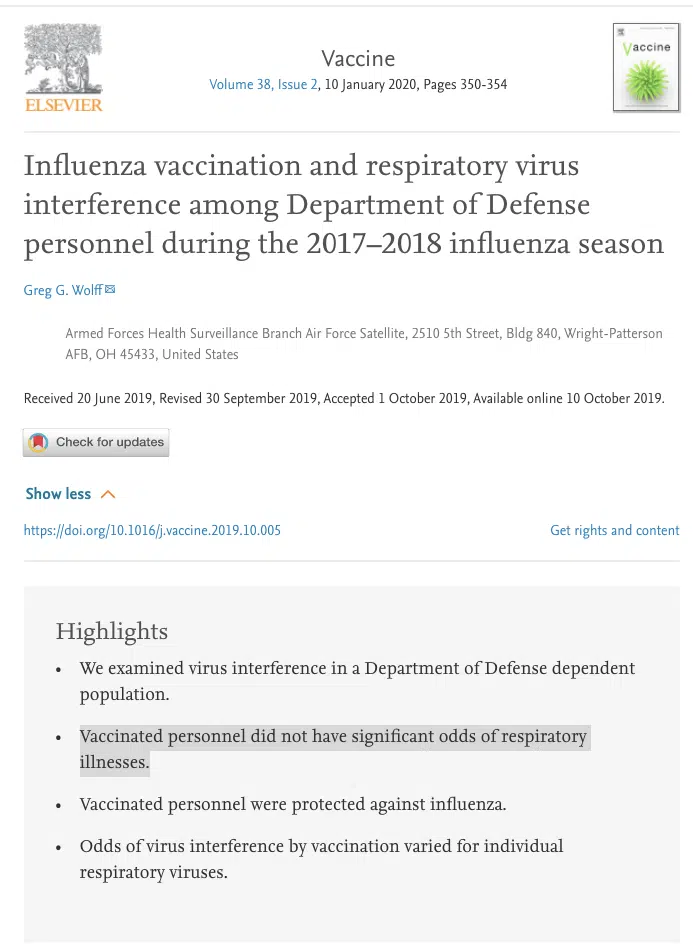 ELSEVIER
Vaccine
Volume 38, Issue 2, 10 January 2020, Pages 350-354
Vaccine
Influenza vaccination and respiratory virus
interference among Department of Defense
personnel during the 2017–2018 influenza season
Greg G. Wolff
Armed Forces Health Surveillance Branch Air Force Satellite, 2510 5th Street, Bldg 840, Wright-Patterson
AFB, OH 45433, United States
Received 20 June 2019, Revised 30 September 2019, Accepted 1 October 2019, Available online 10 October 2019.
Check for updates
Show less
https://doi.org/10.1016/j.vaccine.2019.10.005
Get rights and content
Highlights
• We examined virus interference in a Department of Defense dependent
population.
• Vaccinated personnel did not have significant odds of respiratory
illnesses.
• Vaccinated personnel were protected against influenza.
• Odds of virus interference by vaccination varied for individual
respiratory viruses.